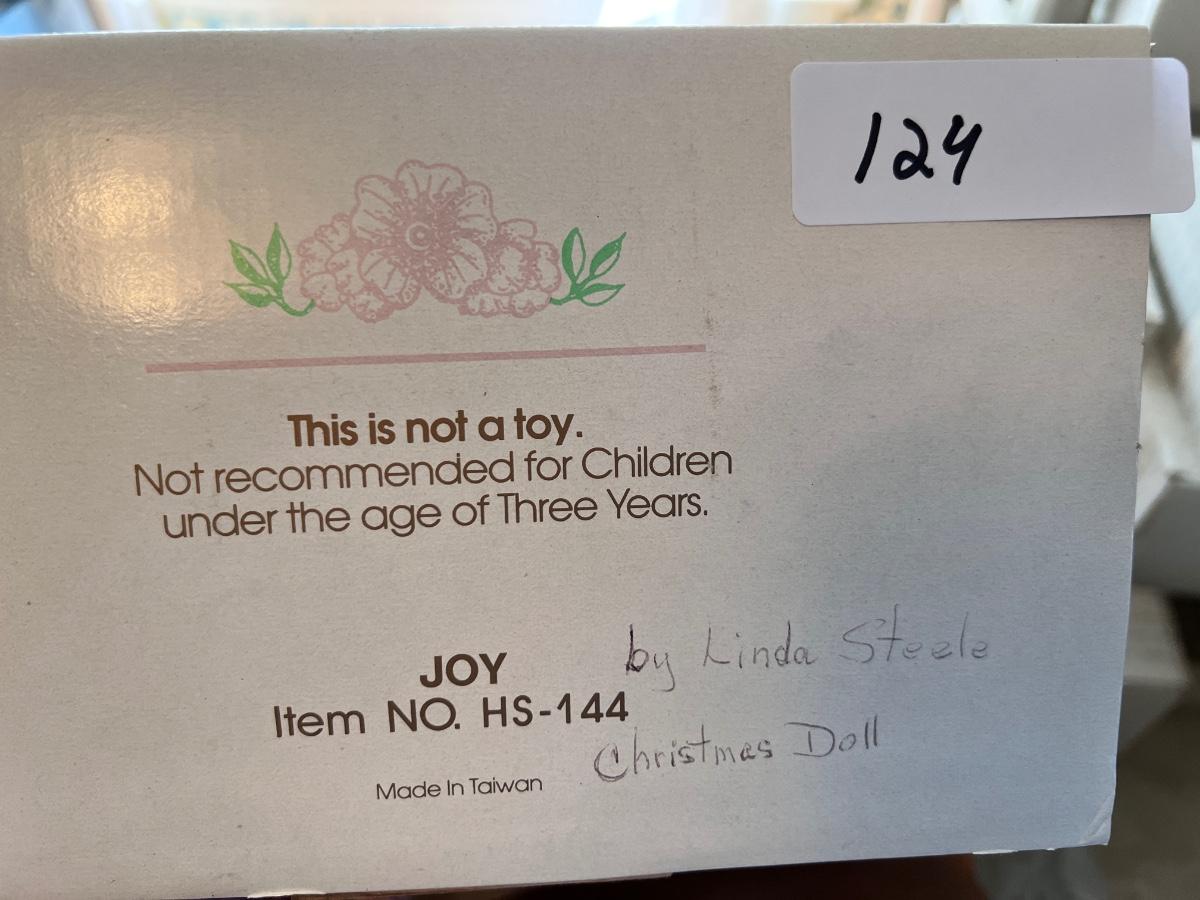 124
This is not a toy.
Not recommended for Children
under the age of Three Years.
JOY by Linda Steele
Item NO. HS-144
Christmas Doll
Made In Taiwan